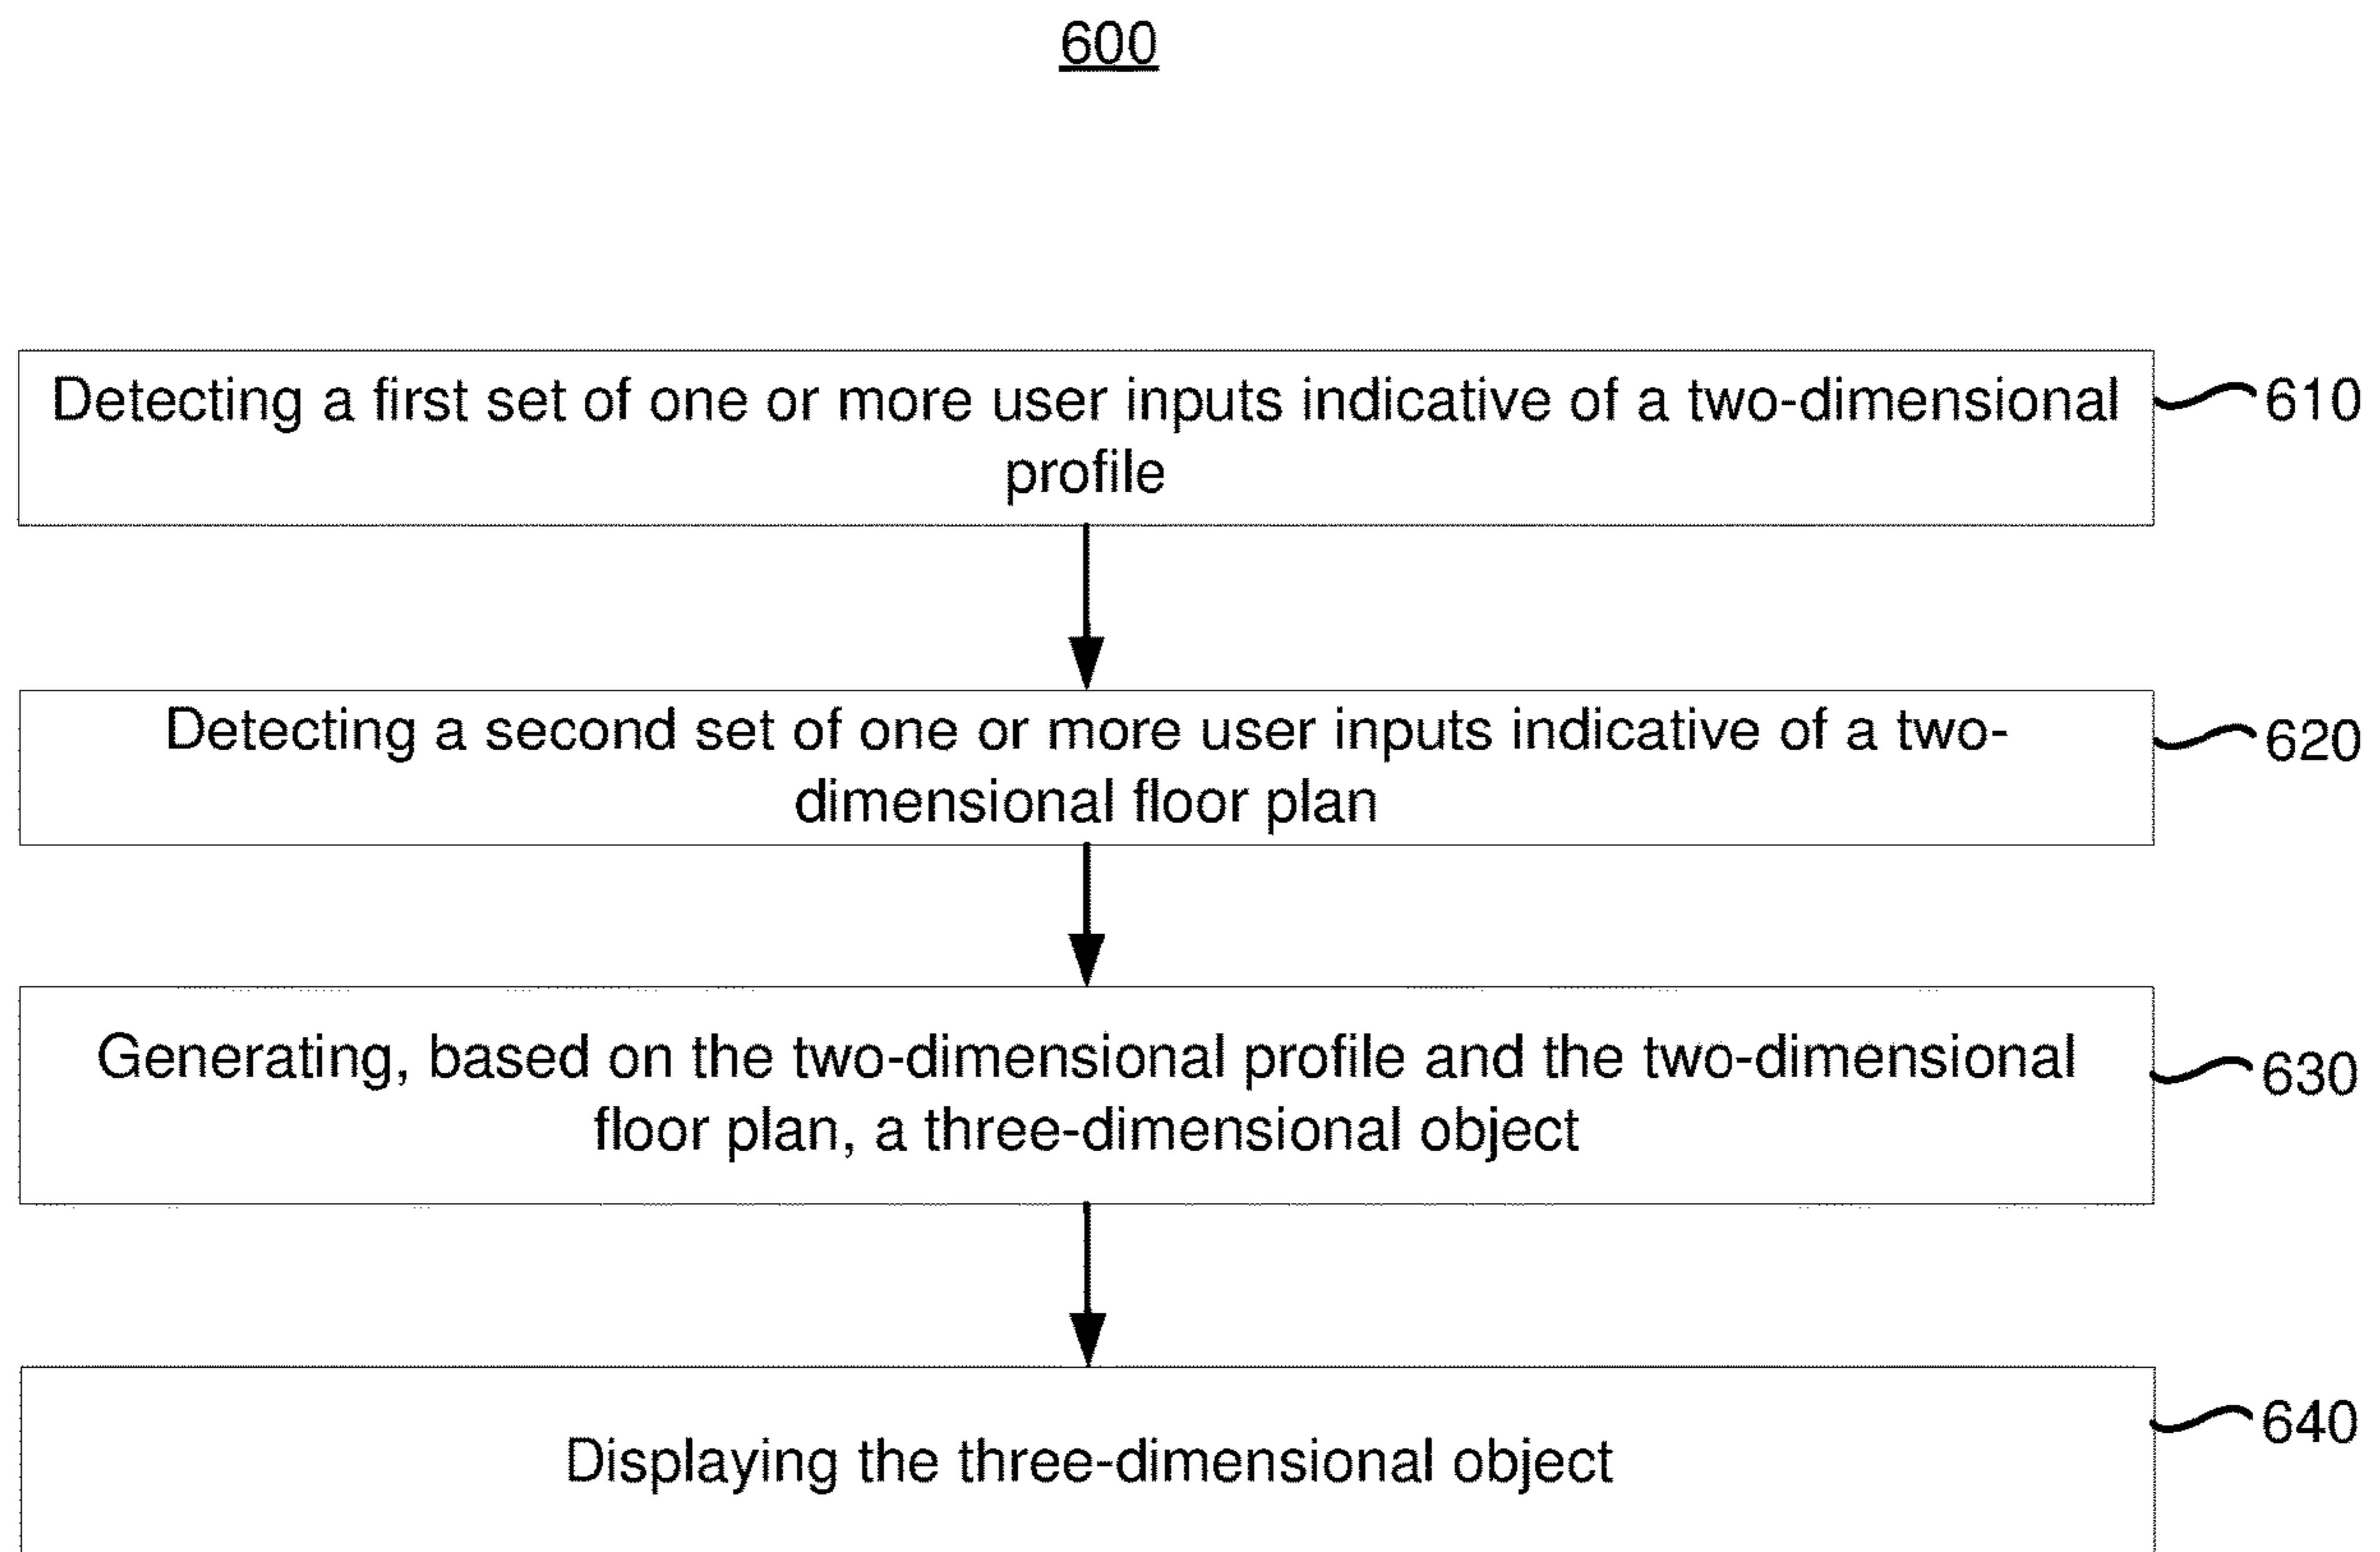 600
Detecting a first set of one or more user inputs indicative of a two-dimensional
profile
610
Detecting a second set of one or more user inputs indicative of a two-
dimensional floor plan
620
Generating, based on the two-dimensional profile and the two-dimensional
floor plan, a three-dimensional object
630
Displaying the three-dimensional object
640